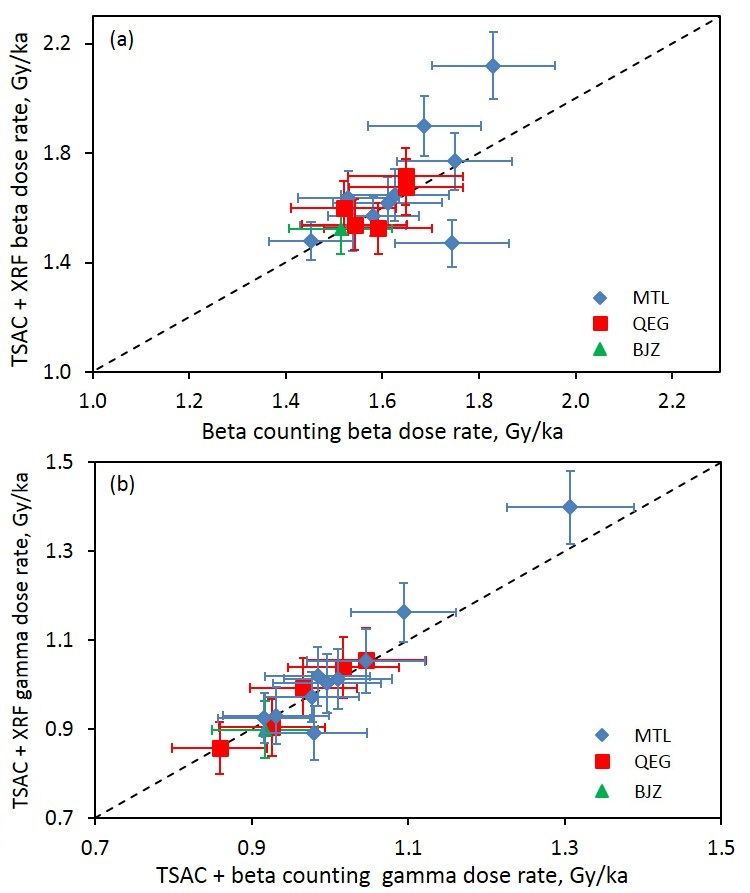 (a)
TSAC + XRF beta dose rate, Gy/ka
2.2
1.8
1.4
1.0
MTL
QEG
BJZ
1.0 1.2 1.4 1.6 1.8 2.0 2.2
Beta counting beta dose rate, Gy/ka
(b)
TSAC + XRF gamma dose rate, Gy/ka
1.5
1.3
1.1
0.9
0.7
MTL
QEG
BJZ
0.7 0.9 1.1 1.3 1.5
TSAC + beta counting gamma dose rate, Gy/ka